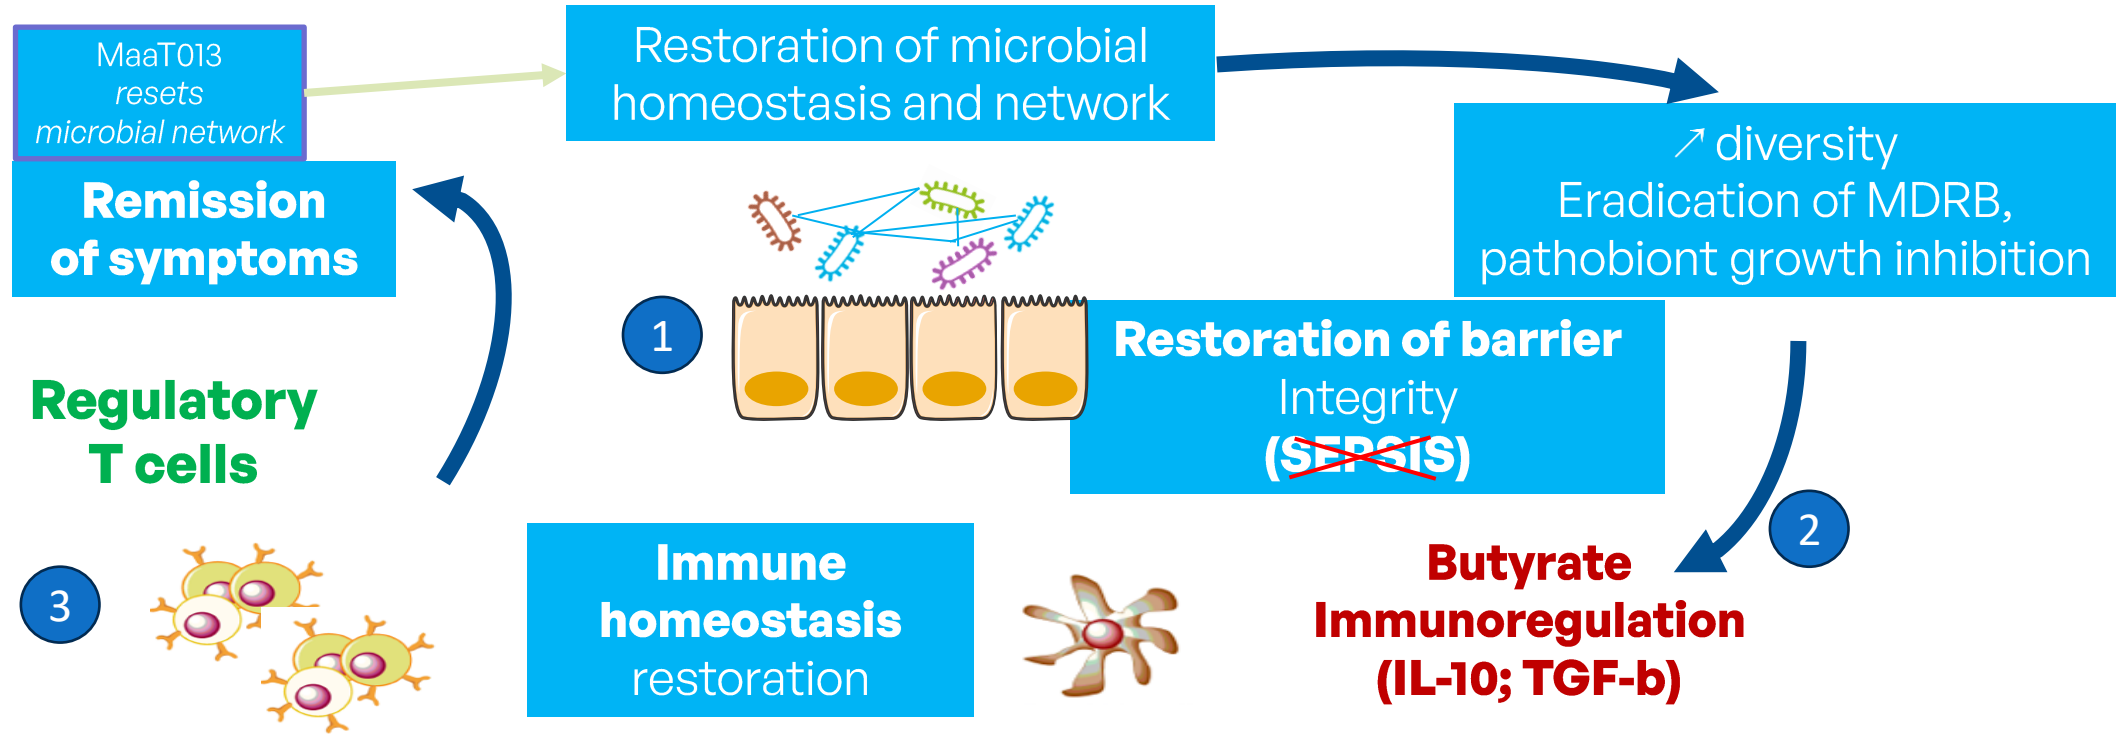 MaaT013
resets
microbial network
Restoration of microbial
homeostasis and network
↗ diversity
Eradication of MDRB,
pathobiont growth inhibition
Remission
of symptoms
1
Restoration of barrier
Integrity
(SEPSIS)
Regulatory
T cells
2
Butyrate
Immunoregulation
(IL-10; TGF-b)
Immune
homeostasis
restoration
3